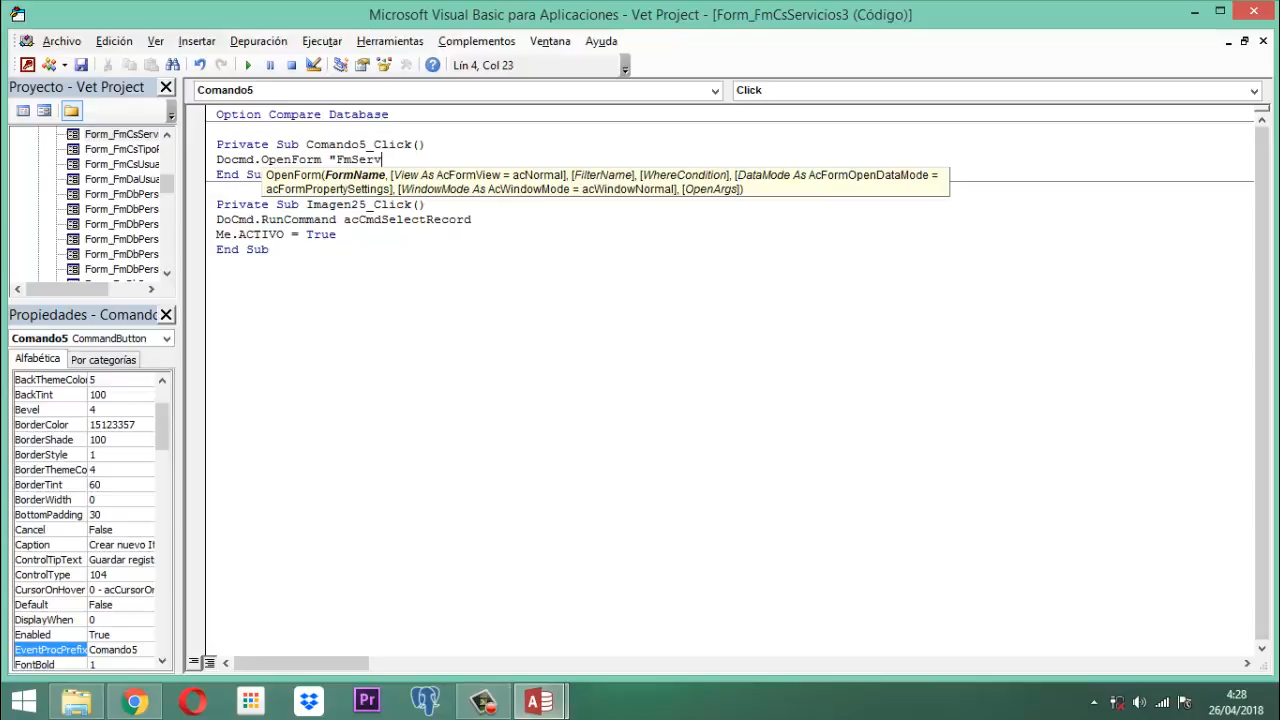 Microsoft Visual Basic para Aplicaciones - Vet Project - [Form_FmCsServicios3 (Código)]
Archivo Edición Ver Insertar Depuración Ejecutar Herramientas Complementos Ventana Ayuda
Lín 4, Col 23
Proyecto - Vet Project
Form_FmCsServ
Form_FmCsTipo
Form_FmCsUsua
Form_FmDaUsua
Form_FmDbPers
Form_FmDbPers
Form_FmDbPers
Form_FmDbPers
Form_FmDbPers
Form_FmDbPers
Propiedades - Comando
Comando5 CommandButton
Alfabética Por categorías
BackThemeColor 5
BackTint 100
Bevel 4
BorderColor 15123357
BorderShade 100
BorderStyle 1
BorderThemeCo 4
BorderTint 60
BorderWidth 0
BottomPadding 30
Cancel False
Caption Crear nuevo It
ControlTipText Guardar regist
ControlType 104
CursorOnHover 0 - acCursorOn
Default False
DisplayWhen 0
Enabled True
EventProcPrefix Comando5
FontBold 1
Comando5 Click
Option Compare Database
Private Sub Comando5_Click()
Docmd.OpenForm "FmServ
End Su
OpenForm(FormName, [View As AcFormView = acNormal], [FilterName], [WhereCondition], [DataMode As AcFormOpenDataMode =
acFormPropertySettings], [WindowMode As AcWindowMode = acWindowNormal], [OpenArgs])
Private Sub Imagen25_Click()
DoCmd.RunCommand acCmdSelectRecord
Me.ACTIVO = True
End Sub
Pr
4:28
26/04/2018